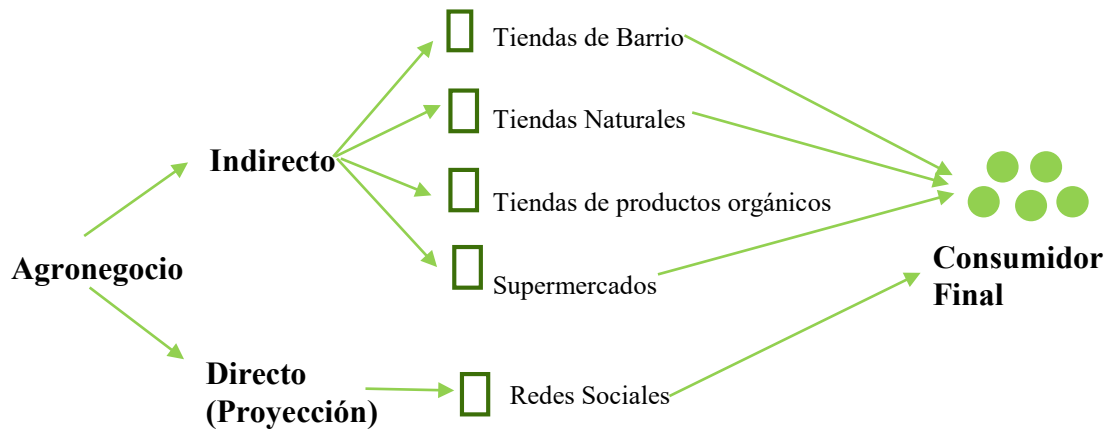 Tiendas de Barrio
Tiendas Naturales
Indirecto
Tiendas de productos orgánicos
Agronegocio
Supermercados
Consumidor
Final
Directo
(Proyección)
Redes Sociales